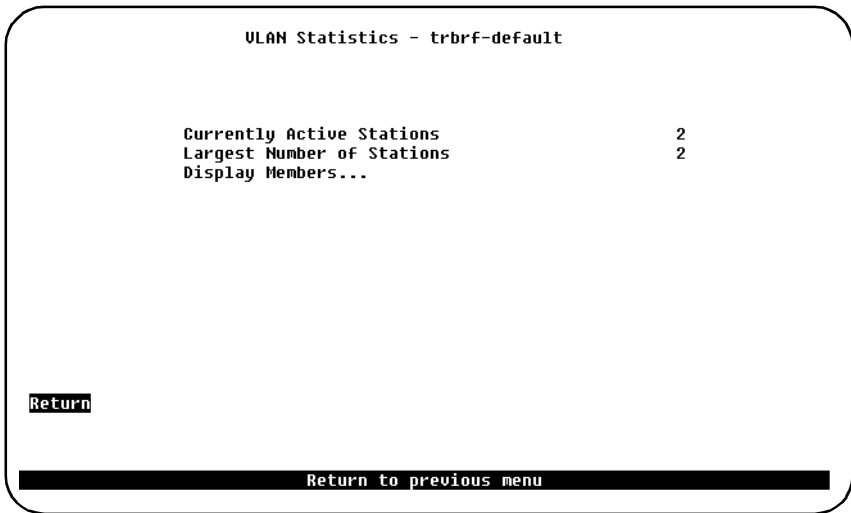 VLAN Statistics - trbrf-default
Currently Active Stations 2
Largest Number of Stations 2
Display Members...
Return
Return to previous menu